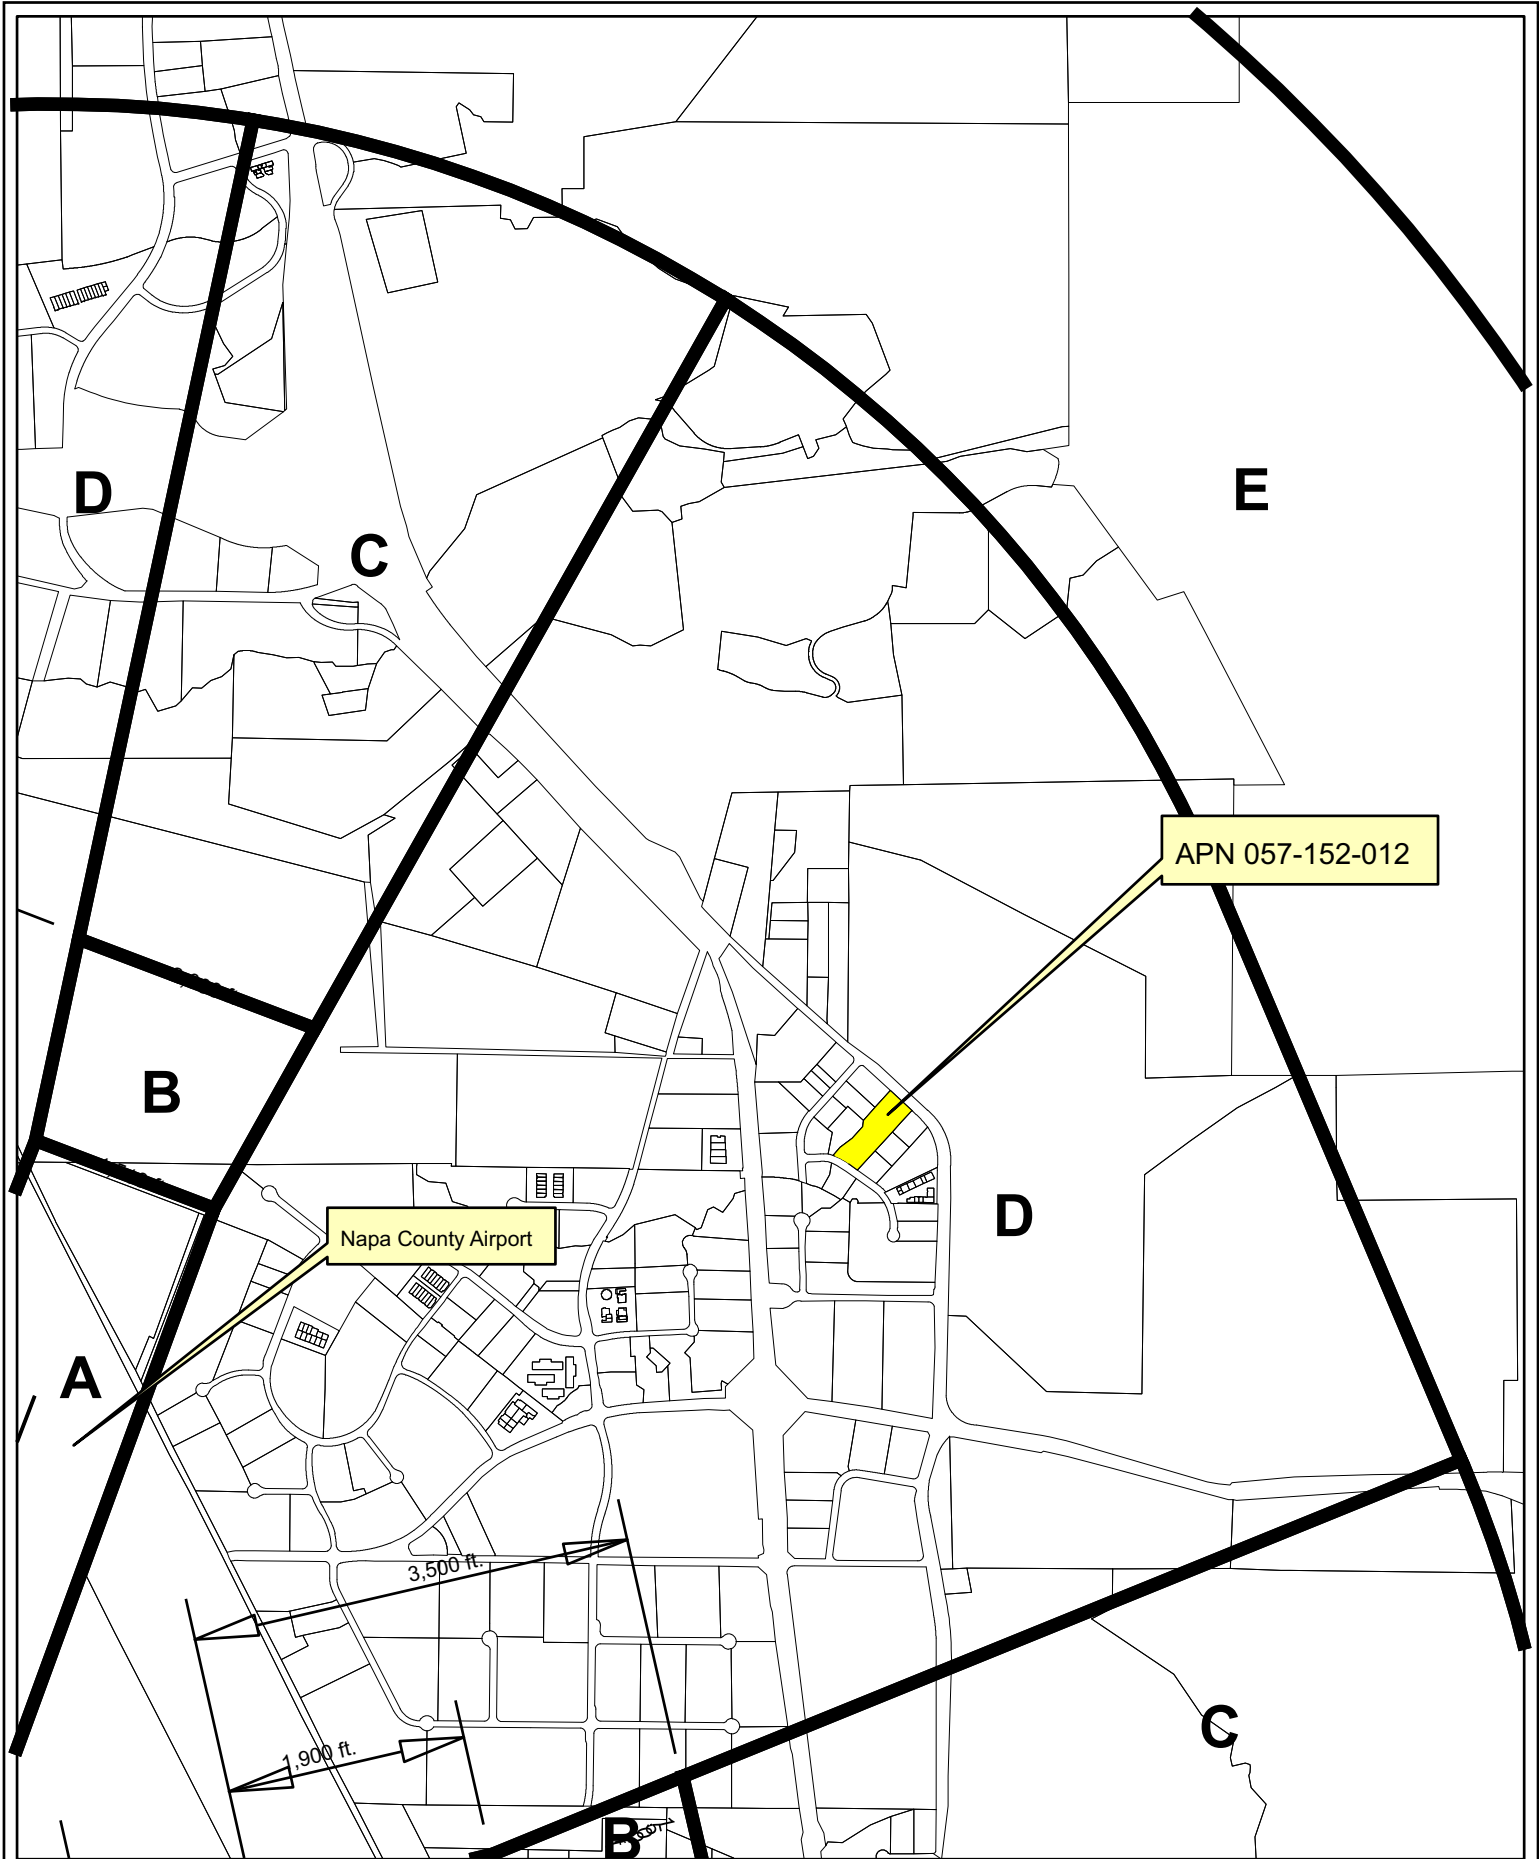 D
E
C
APN 057-152-012
B
D
Napa County Airport
A
3,500 ft.
C
1,900 ft.
B